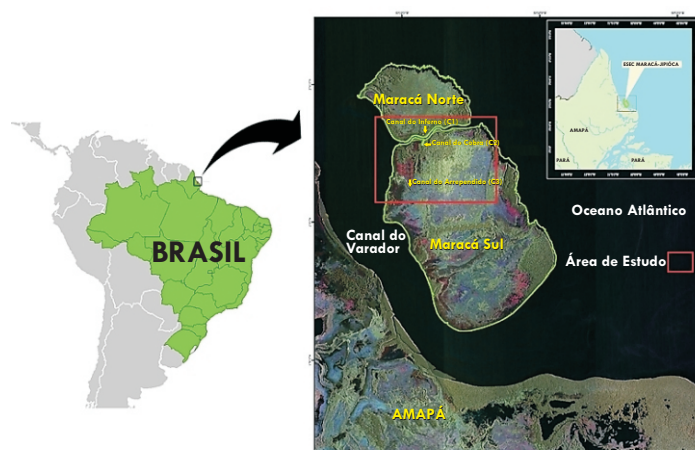 BRASIL
Maracá Norte
Canal do Inferno (C1)
Canal do Cobra (C2)
Canal do Arrependido (C3)
Canal do
Varador
Maracá Sul
Oceano Atlântico
Área de Estudo
AMAPÁ
ESEC MARACÁ-JIPIÓCA
AMAPÁ
PARÁ
PARÁ